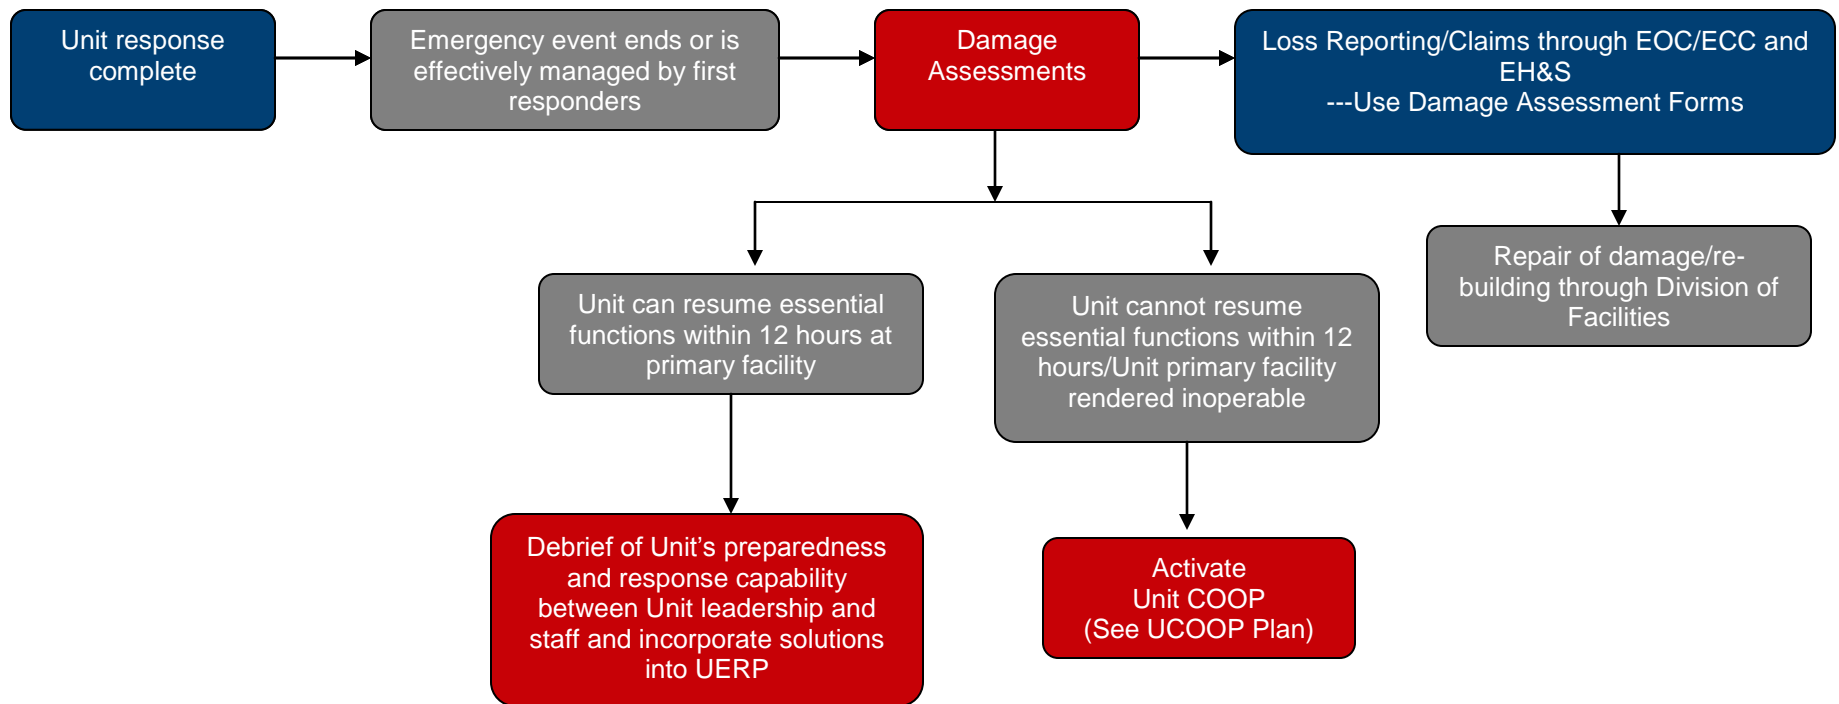 Unit response
complete
Emergency event ends or is
effectively managed by first
responders
Damage
Assessments
Loss Reporting/Claims through EOC/ECC and
EH&S
---Use Damage Assessment Forms
Unit can resume essential
functions within 12 hours at
primary facility
Unit cannot resume
essential functions within 12
hours/Unit primary facility
rendered inoperable
Repair of damage/re-
building through Division of
Facilities
Debrief of Unit’s preparedness
and response capability
between Unit leadership and
staff and incorporate solutions
into UERP
Activate
Unit COOP
(See UCOOP Plan)